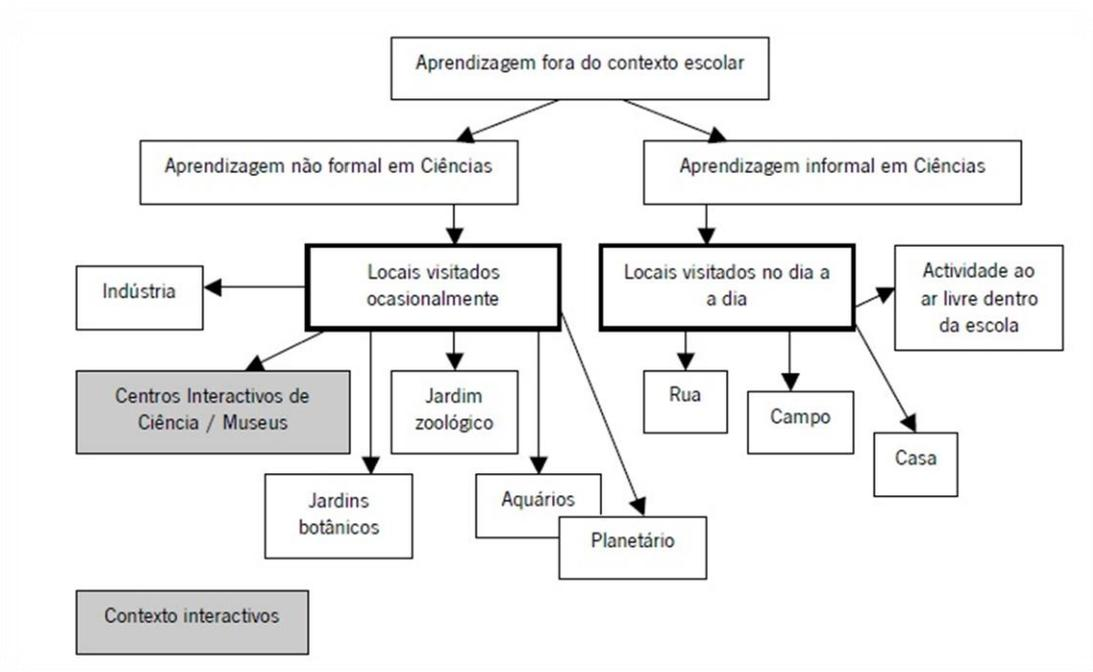 Aprendizagem fora do contexto escolar
Aprendizagem não formal em Ciências
Aprendizagem informal em Ciências
Indústria
Locais visitados
ocasionalmente
Locais visitados no dia a
a dia
Actividade ao
ar livre dentro
da escola
Centros Interactivos de
Ciência / Museus
Jardim
zoológico
Rua
Campo
Casa
Jardins
botânicos
Aquários
Planetário
Contexto interactivos